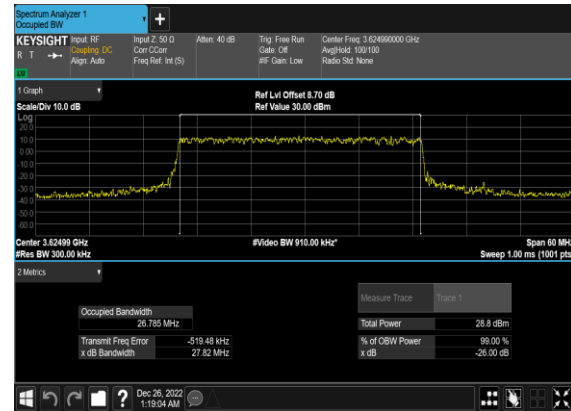 Spectrum Analyzer 1
Occupied BW
+
KEYSIGHT Input: RF Input Z: 50 Ω Atten: 40 dB Trig: Free Run Center Freq: 3.624990000 GHz
R T Coupling: DC Corr CCorr Gate: Off Avg|Hold: 100/100
Align: Auto Freq Ref: Int (S) #IF Gain: Low Radio Std: None
LXI
1 Graph Ref Lvl Offset 8.70 dB
Scale/Div 10.0 dB Ref Value 30.00 dBm
Log
20.0
10.0
0.00
-10.0
-20.0
-30.0
-40.0
-50.0
-60.0
Center 3.62499 GHz #Video BW 910.00 kHz* Span 60 MHz
#Res BW 300.00 kHz Sweep 1.00 ms (1001 pts)
2 Metrics
Measure Trace Trace 1
Occupied Bandwidth
26.785 MHz Total Power 28.8 dBm
Transmit Freq Error -519.48 kHz % of OBW Power 99.00 %
x dB Bandwidth 27.82 MHz x dB -26.00 dB
? Dec 26, 2022
1:19:04 AM